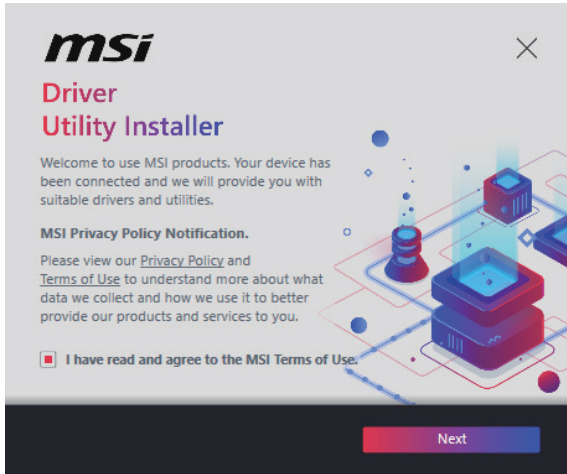 msi
Driver
Utility Installer
Welcome to use MSI products. Your device has
been connected and we will provide you with
suitable drivers and utilities.
MSI Privacy Policy Notification.
Please view our Privacy Policy and
Terms of Use to understand more about what
data we collect and how we use it to better
provide our products and services to you.
I have read and agree to the MSI Terms of Use.
Next